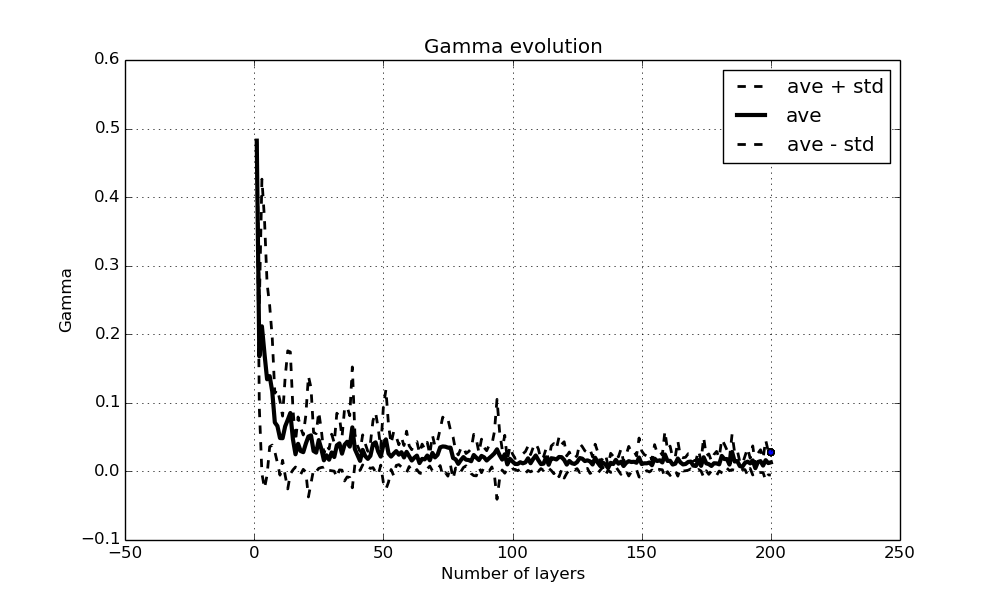 Gamma evolution
0.6
ave + std
ave
ave - std
0.5
0.4
0.3
Gamma
0.2
0.1
0.0
−0.1
−50 0 50 100 150 200 250
Number of layers